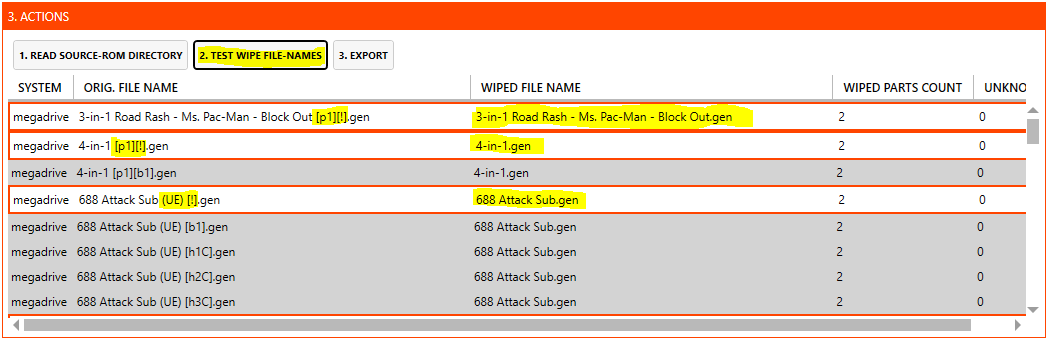 3. ACTIONS
1. READ SOURCE-ROM DIRECTORY 2. TEST WIPE FILE-NAMES 3. EXPORT
SYSTEM ORIG. FILE NAME WIPED FILE NAME WIPED PARTS COUNT UNKNO
megadrive 3-in-1 Road Rash - Ms. Pac-Man - Block Out [p1][!].gen 3-in-1 Road Rash - Ms. Pac-Man - Block Out.gen 2 0
megadrive 4-in-1 [p1][!].gen 4-in-1.gen 2 0
megadrive 4-in-1 [p1][b1].gen 4-in-1.gen 2 0
megadrive 688 Attack Sub (UE) [!].gen 688 Attack Sub.gen 2 0
megadrive 688 Attack Sub (UE) [b1].gen 688 Attack Sub.gen 2 0
megadrive 688 Attack Sub (UE) [h1C].gen 688 Attack Sub.gen 2 0
megadrive 688 Attack Sub (UE) [h2C].gen 688 Attack Sub.gen 2 0
megadrive 688 Attack Sub (UE) [h3C].gen 688 Attack Sub.gen 2 0